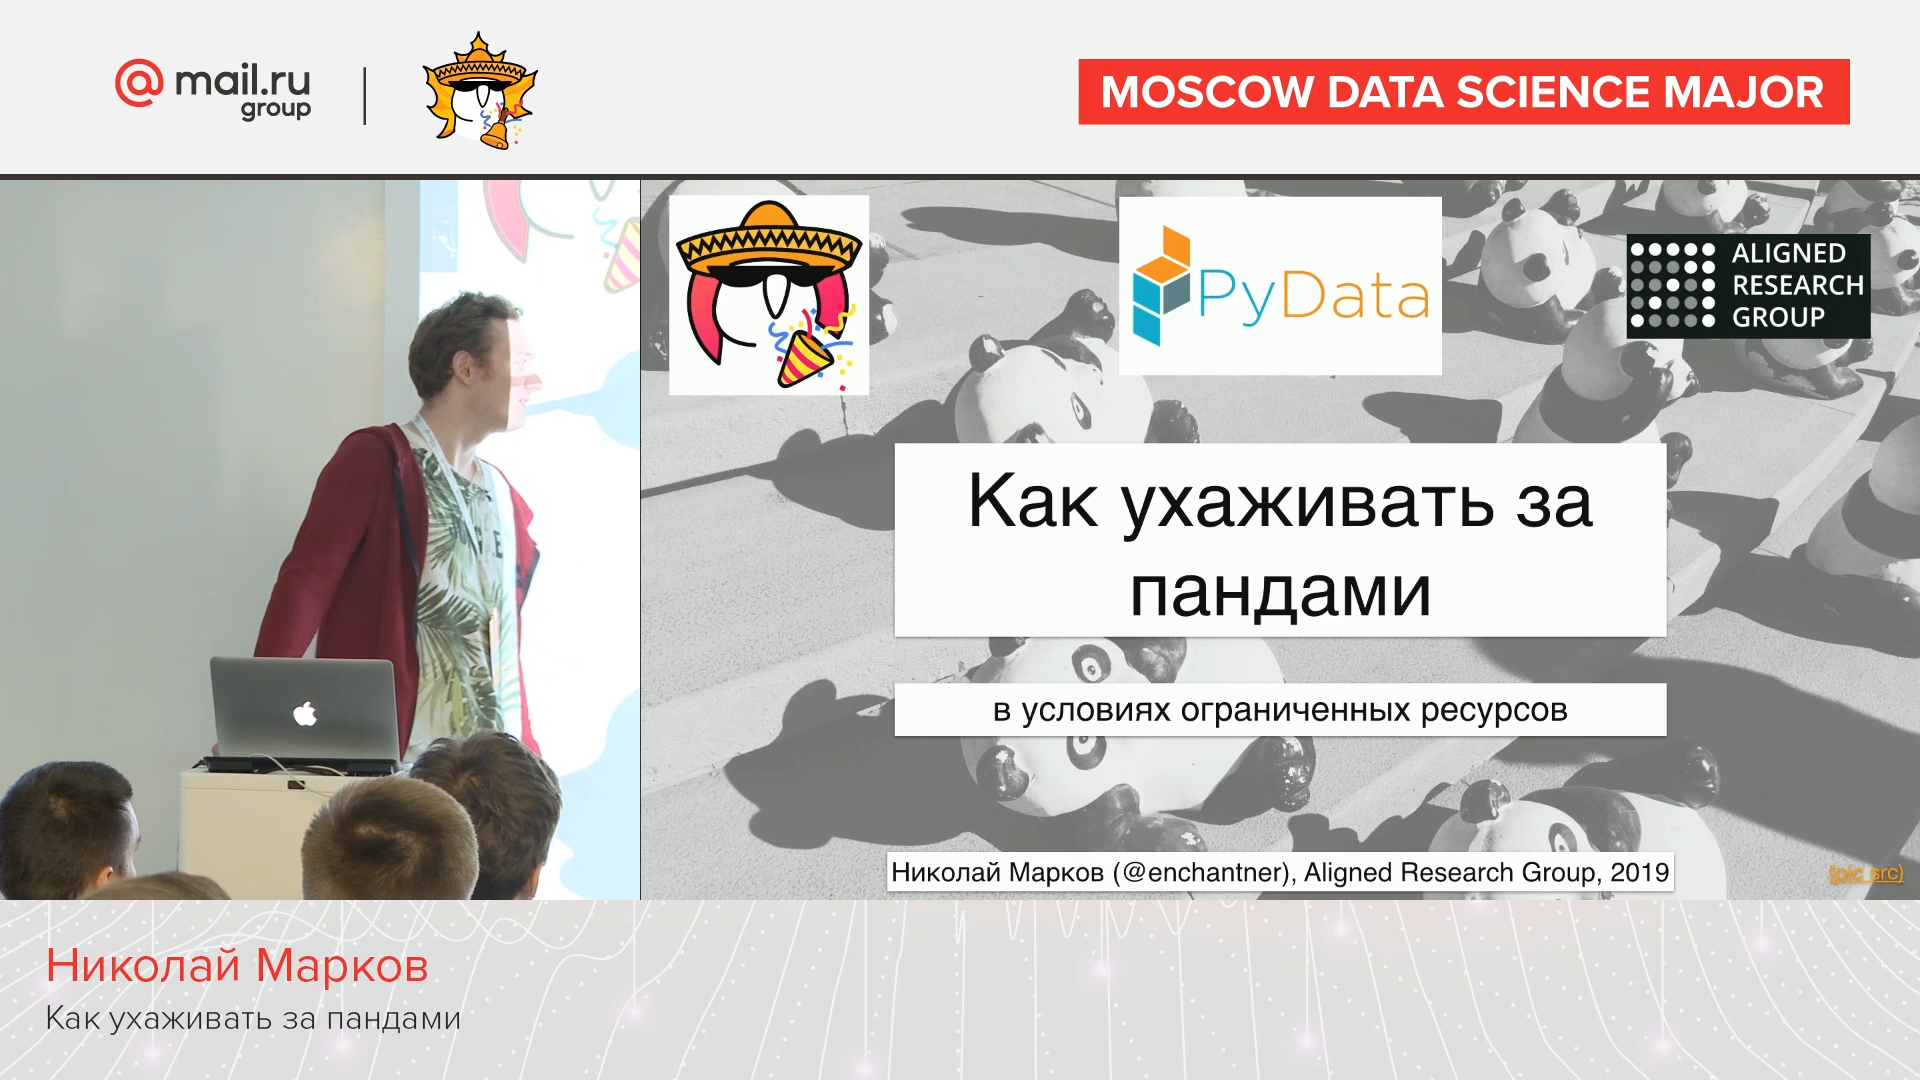 mail.ru
group
MOSCOW DATA SCIENCE MAJOR
PyData
ALIGNED
RESEARCH
GROUP
Как ухаживать за
пандами
в условиях ограниченных ресурсов
Николай Марков (@enchantner), Aligned Research Group, 2019
(pic src)
Николай Марков
Как ухаживать за пандами